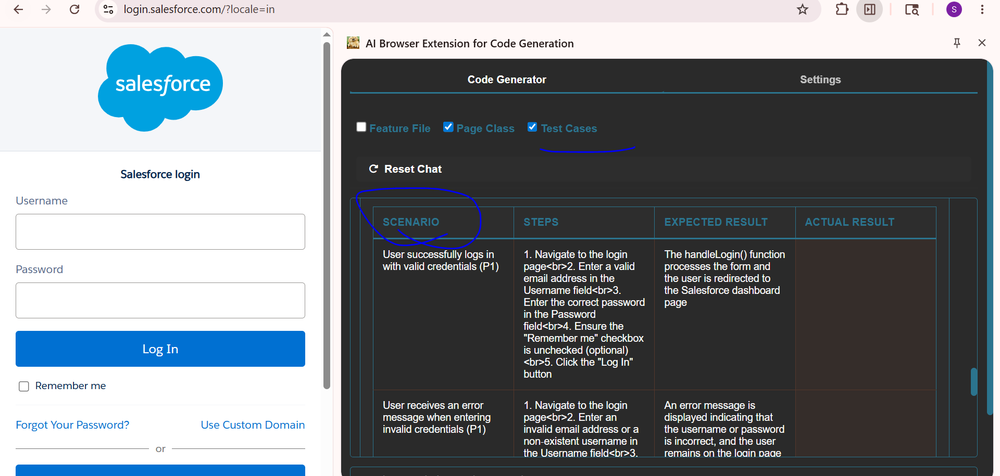 login.salesforce.com/?locale=in
S
salesforce
Salesforce login
Username
Password
Log In
Remember me
Forgot Your Password?
Use Custom Domain
or
AI Browser Extension for Code Generation
Code Generator
Settings
Feature File
Page Class
Test Cases
Reset Chat
SCENARIO
STEPS
EXPECTED RESULT
ACTUAL RESULT
User successfully logs in
with valid credentials (P1)
1. Navigate to the login
page<br>2. Enter a valid
email address in the
Username field<br>3.
Enter the correct password
in the Password
field<br>4. Ensure the
"Remember me" checkbox
is unchecked (optional)
<br>5. Click the "Log In"
button
The handleLogin() function
processes the form and
the user is redirected to
the Salesforce dashboard
page
User receives an error
message when entering
invalid credentials (P1)
1. Navigate to the login
page<br>2. Enter an
invalid email address or a
non-existent username in
the Username field<br>3.
An error message is
displayed indicating that
the username or password
is incorrect, and the user
remains on the login page